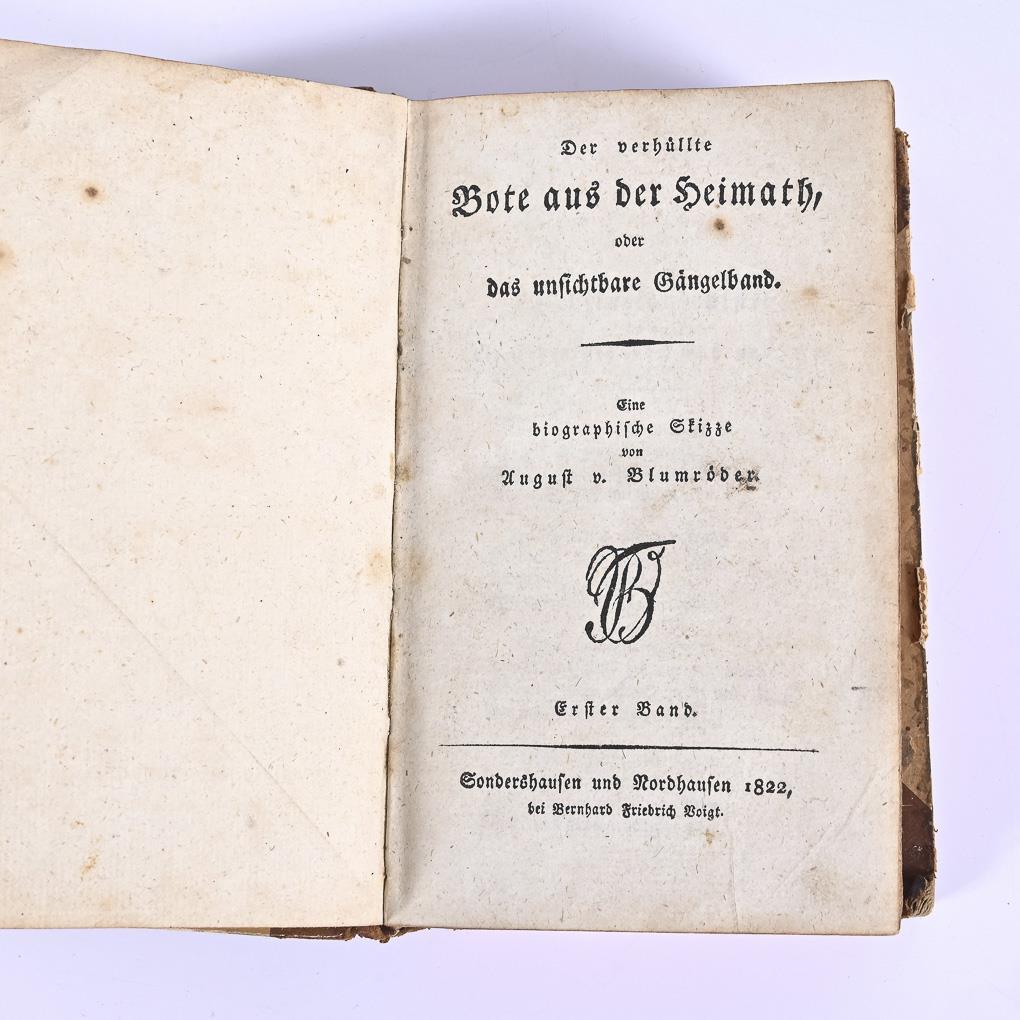 Der verhüllte
Bote aus der Heimath,
oder
das unsichtbare Gängelband.
Eine
biographische Skizze
von
August v. Blumröder.
Erster Band.
Sondershausen und Nordhausen 1822,
bei Bernhard Friedrich Voigt.